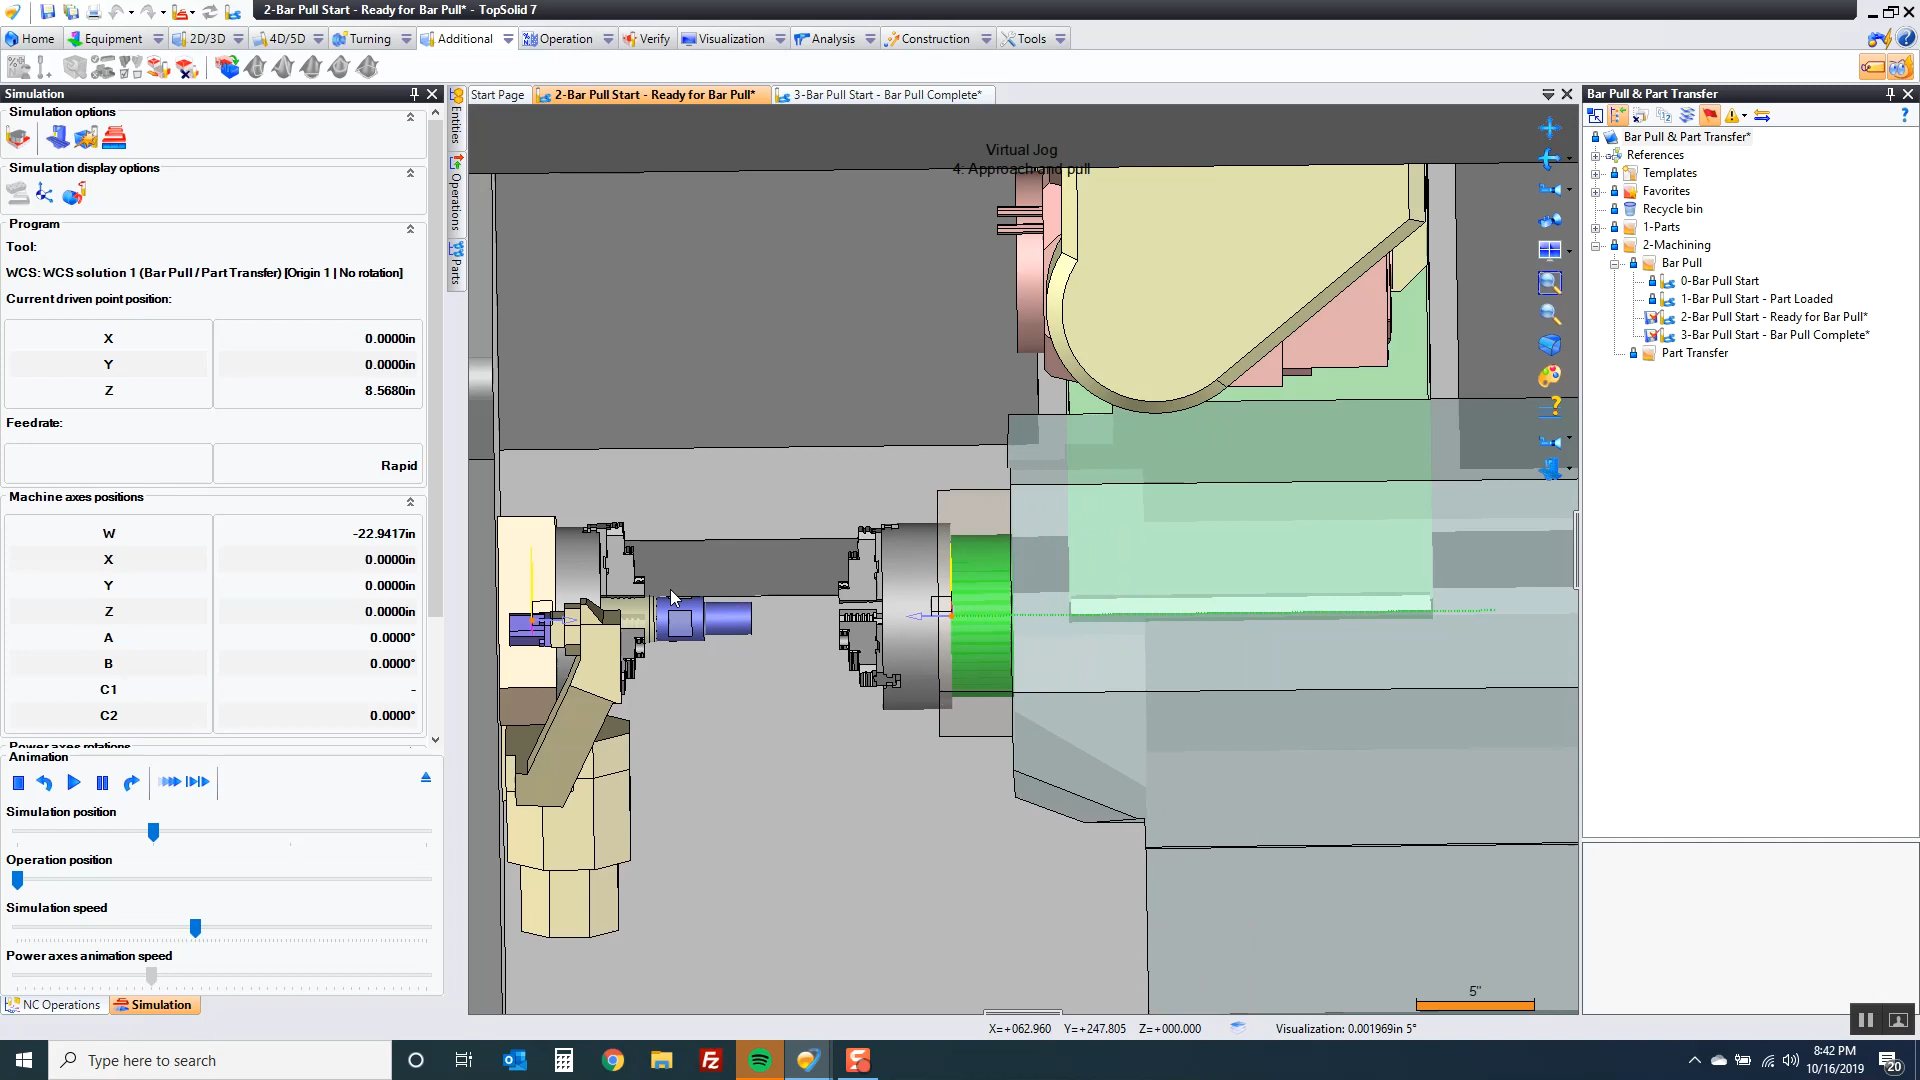 2-Bar Pull Start - Ready for Bar Pull* - TopSolid 7
Home
Equipment
2D/3D
4D/5D
Turning
Additional
Operation
Verify
Visualization
Analysis
Construction
Tools
Simulation
Simulation options
Simulation display options
Program
Tool:
WCS: WCS solution 1 (Bar Pull / Part Transfer) [Origin 1 | No rotation]
Current driven point position:
X 0.0000in
Y 0.0000in
Z 8.5680in
Feedrate:
Rapid
Machine axes positions
W -22.9417in
X 0.0000in
Y 0.0000in
Z 0.0000in
A 0.0000°
B 0.0000°
C1 -
C2 0.0000°
Power axes rotations
Animation
Simulation position
Operation position
Simulation speed
Power axes animation speed
NC Operations
Simulation
Entities
Operations
Parts
Start Page
2-Bar Pull Start - Ready for Bar Pull*
3-Bar Pull Start - Bar Pull Complete*
Virtual Jog
4: Approach and pull
5"
X=+062.960 Y=+247.805 Z=+000.000
Visualization: 0.001969in 5°
Bar Pull & Part Transfer
Bar Pull & Part Transfer*
References
Templates
Favorites
Recycle bin
1-Parts
2-Machining
Bar Pull
0-Bar Pull Start
1-Bar Pull Start - Part Loaded
2-Bar Pull Start - Ready for Bar Pull*
3-Bar Pull Start - Bar Pull Complete*
Part Transfer
Type here to search
8:42 PM
10/16/2019
20